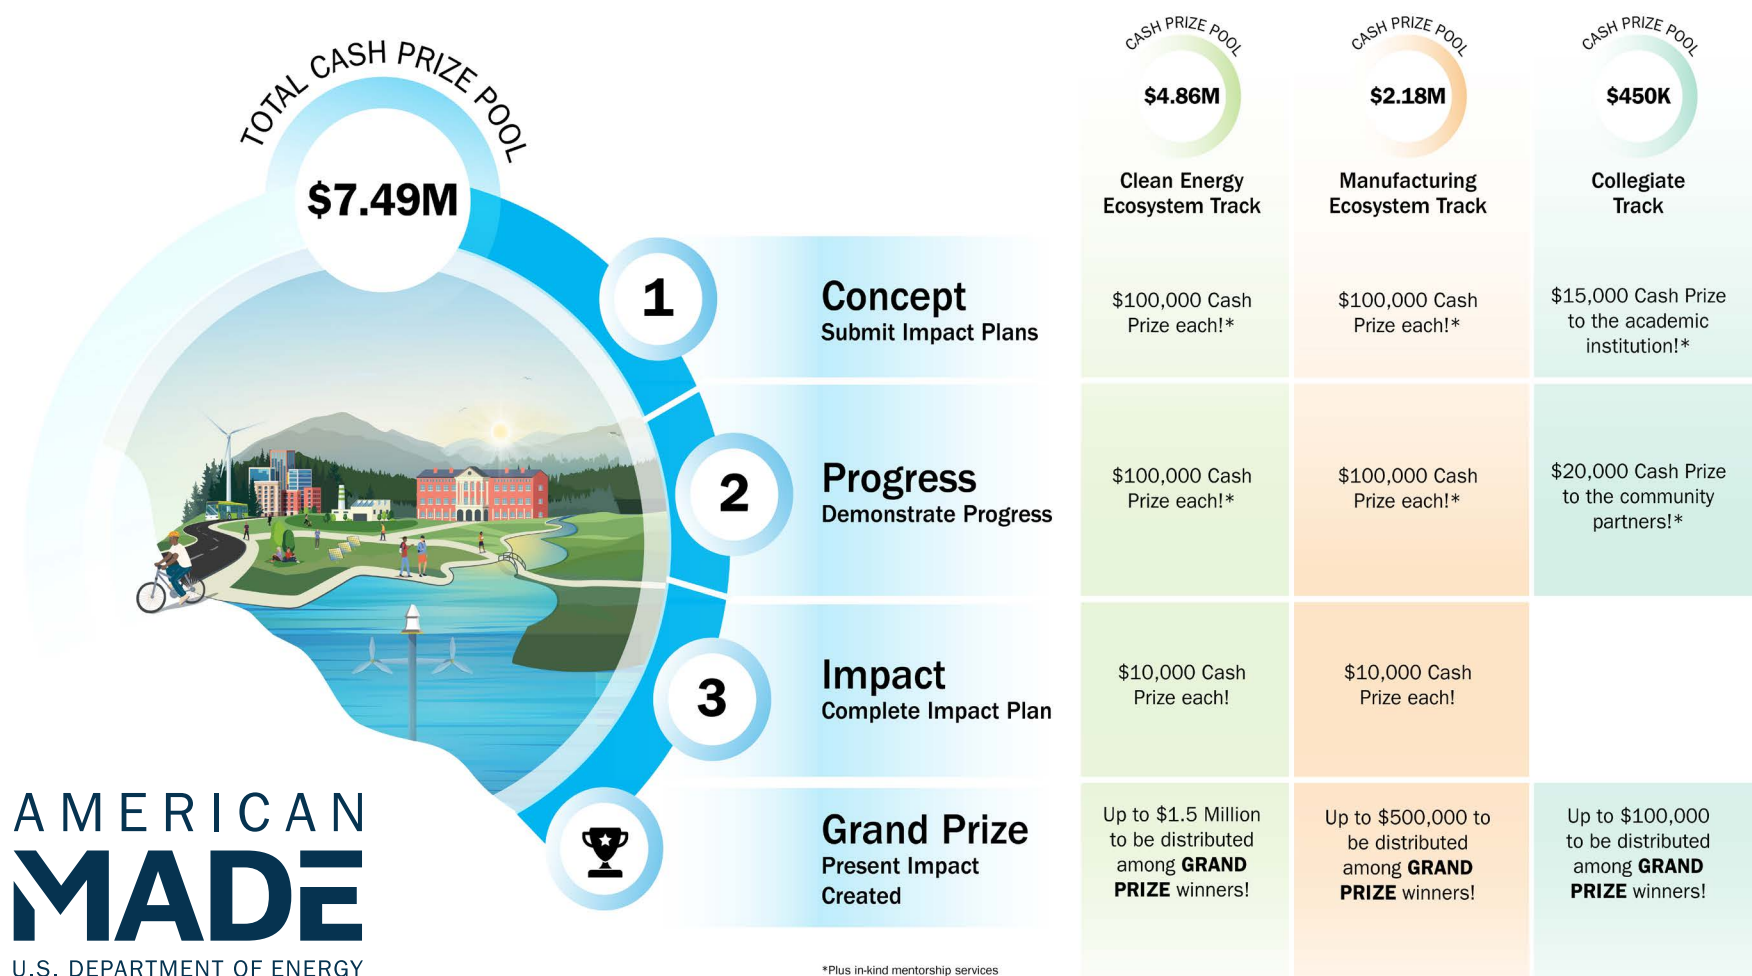 TOTAL CASH PRIZE POOL
$7.49M
CASH PRIZE POOL
$4.86M
Clean Energy
Ecosystem Track
CASH PRIZE POOL
$2.18M
Manufacturing
Ecosystem Track
CASH PRIZE POOL
$450K
Collegiate
Track
1
Concept
Submit Impact Plans
$100,000 Cash
Prize each!*
$100,000 Cash
Prize each!*
$15,000 Cash Prize
to the academic
institution!*
2
Progress
Demonstrate Progress
$100,000 Cash
Prize each!*
$100,000 Cash
Prize each!*
$20,000 Cash Prize
to the community
partners!*
3
Impact
Complete Impact Plan
$10,000 Cash
Prize each!
$10,000 Cash
Prize each!
Grand Prize
Present Impact
Created
Up to $1.5 Million
to be distributed
among GRAND
PRIZE winners!
Up to $500,000 to
be distributed
among GRAND
PRIZE winners!
Up to $100,000
to be distributed
among GRAND
PRIZE winners!
AMERICAN
MADE
U.S. DEPARTMENT OF ENERGY
*Plus in-kind mentorship services